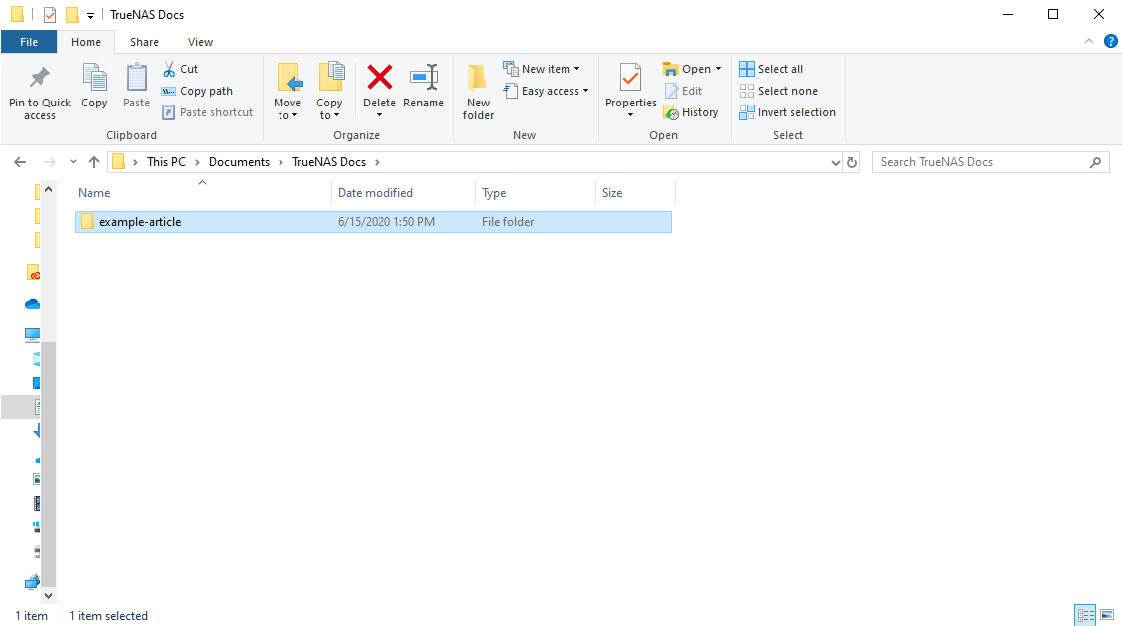 TrueNAS Docs
File Home Share View
Pin to Quick access
Copy
Paste
Cut
Copy path
Paste shortcut
Clipboard
Move to
Copy to
Delete
Rename
Organize
New folder
New item
Easy access
New
Properties
Open
Edit
History
Open
Select all
Select none
Invert selection
Select
This PC > Documents > TrueNAS Docs >
Search TrueNAS Docs
Name Date modified Type Size
example-article 6/15/2020 1:50 PM File folder
1 item 1 item selected